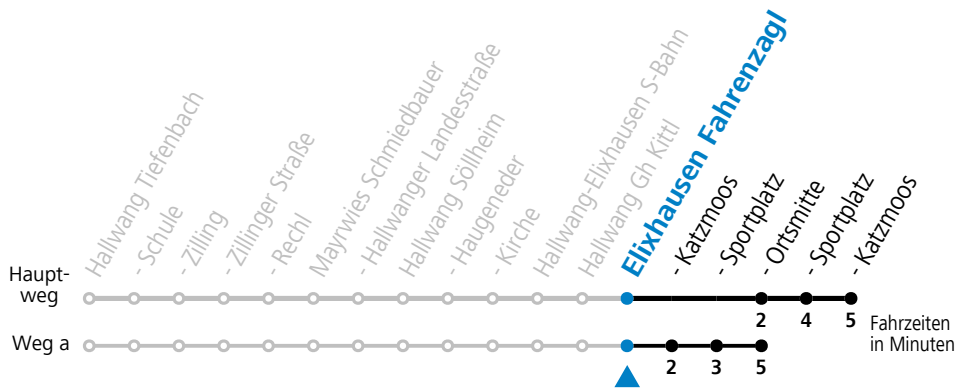 Hallwang Tiefenbach
- Schule
- Zilling
- Zillinger Straße
- Rechl
Mayrwies Schmiedbauer
- Hallwanger Landesstraße
Hallwang Söllheim
- Haugeneder
- Kirche
Hallwang-Elixhausen S-Bahn
Hallwang Gh Kittl
Elixhausen Fahrenzagl
- Katzmoos
- Sportplatz
- Ortsmitte
- Sportplatz
- Katzmoos
Haupt-
weg
2 4 5
Fahrzeiten
in Minuten
Weg a
2 3 5